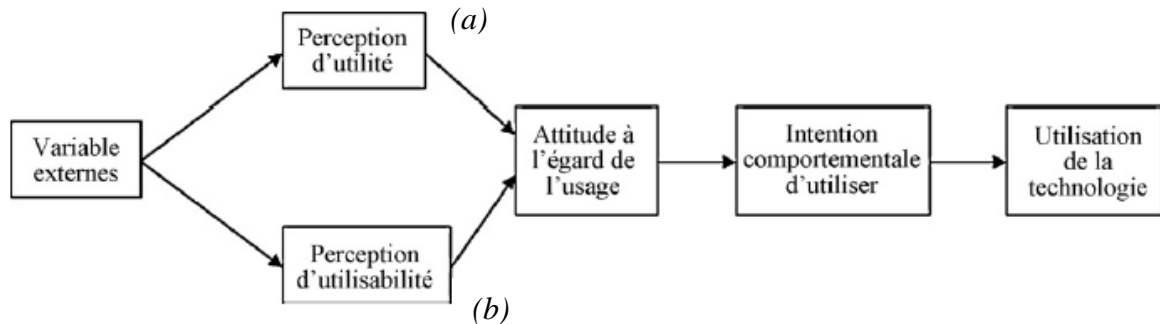 (a)
Perception
d'utilité
Variable
externes
Attitude à
l'égard de
l'usage
Intention
comportementale
d'utiliser
Utilisation
de la
technologie
Perception
d'utilisabilité
(b)